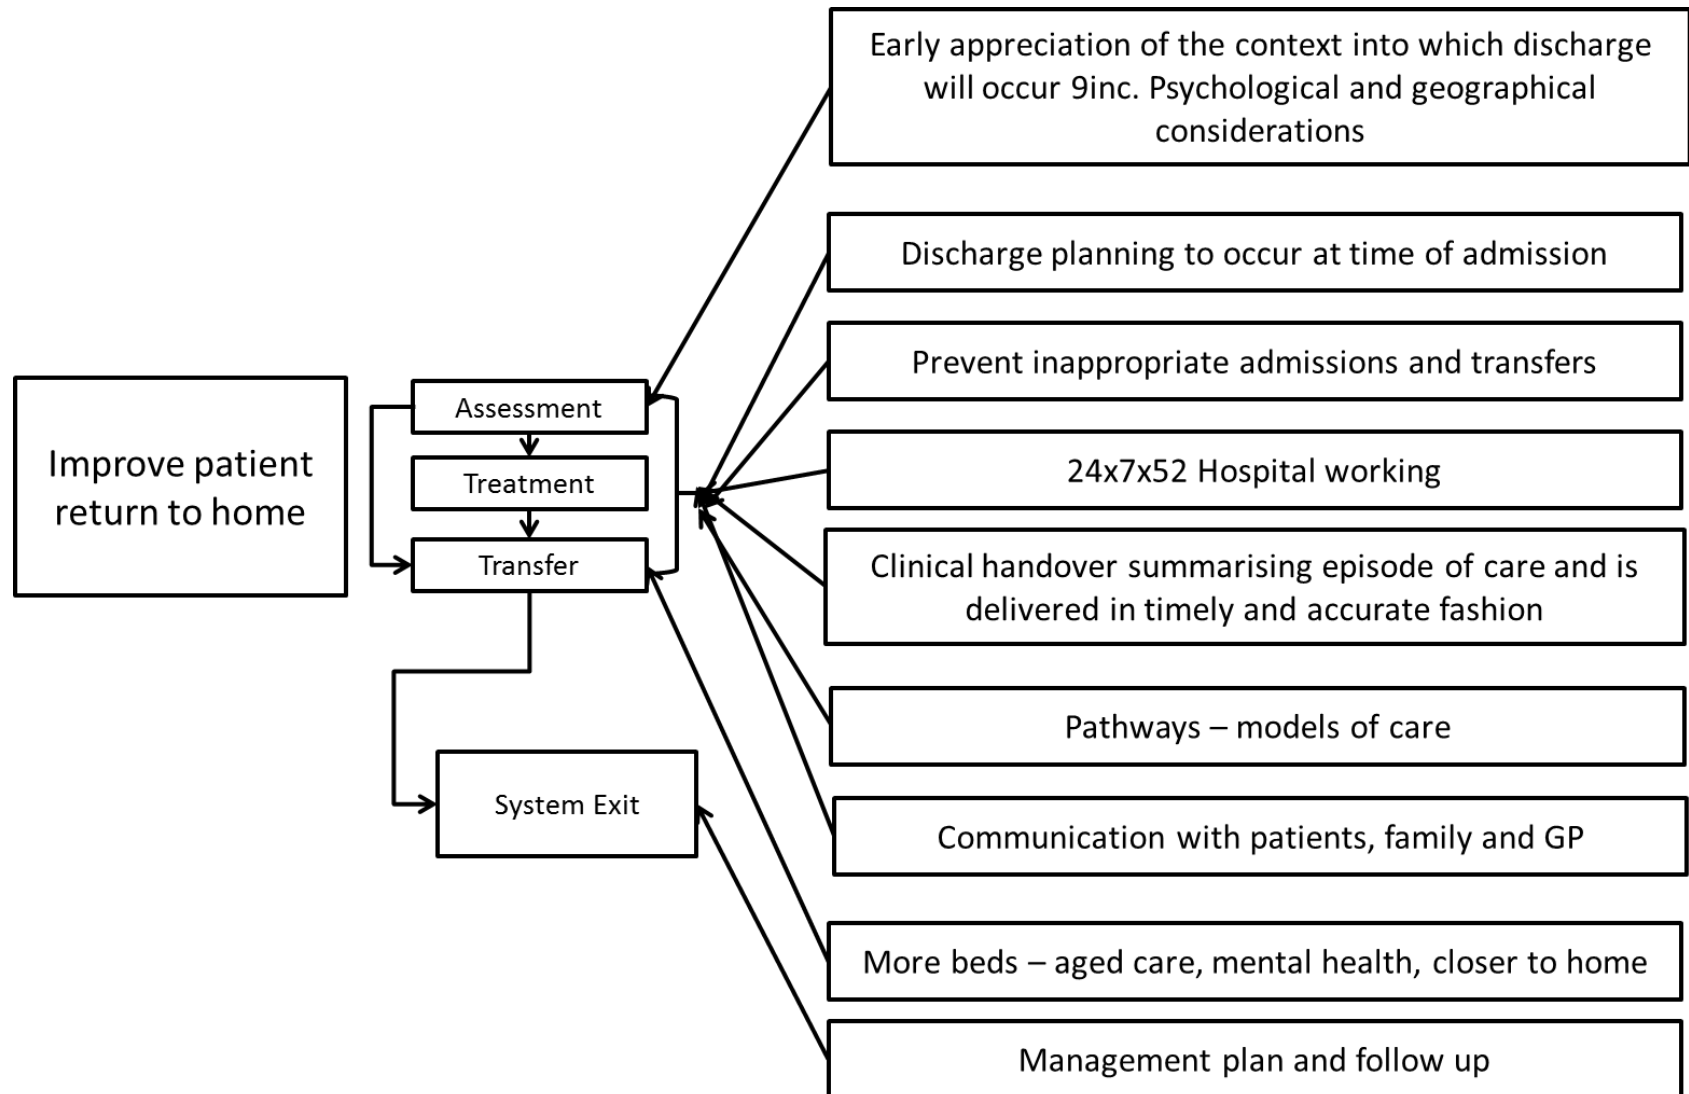 Early appreciation of the context into which discharge
will occur 9inc. Psychological and geographical
considerations
Discharge planning to occur at time of admission
Prevent inappropriate admissions and transfers
24x7x52 Hospital working
Clinical handover summarising episode of care and is
delivered in timely and accurate fashion
Pathways – models of care
Communication with patients, family and GP
More beds – aged care, mental health, closer to home
Management plan and follow up
Improve patient
return to home
Assessment
Treatment
Transfer
System Exit